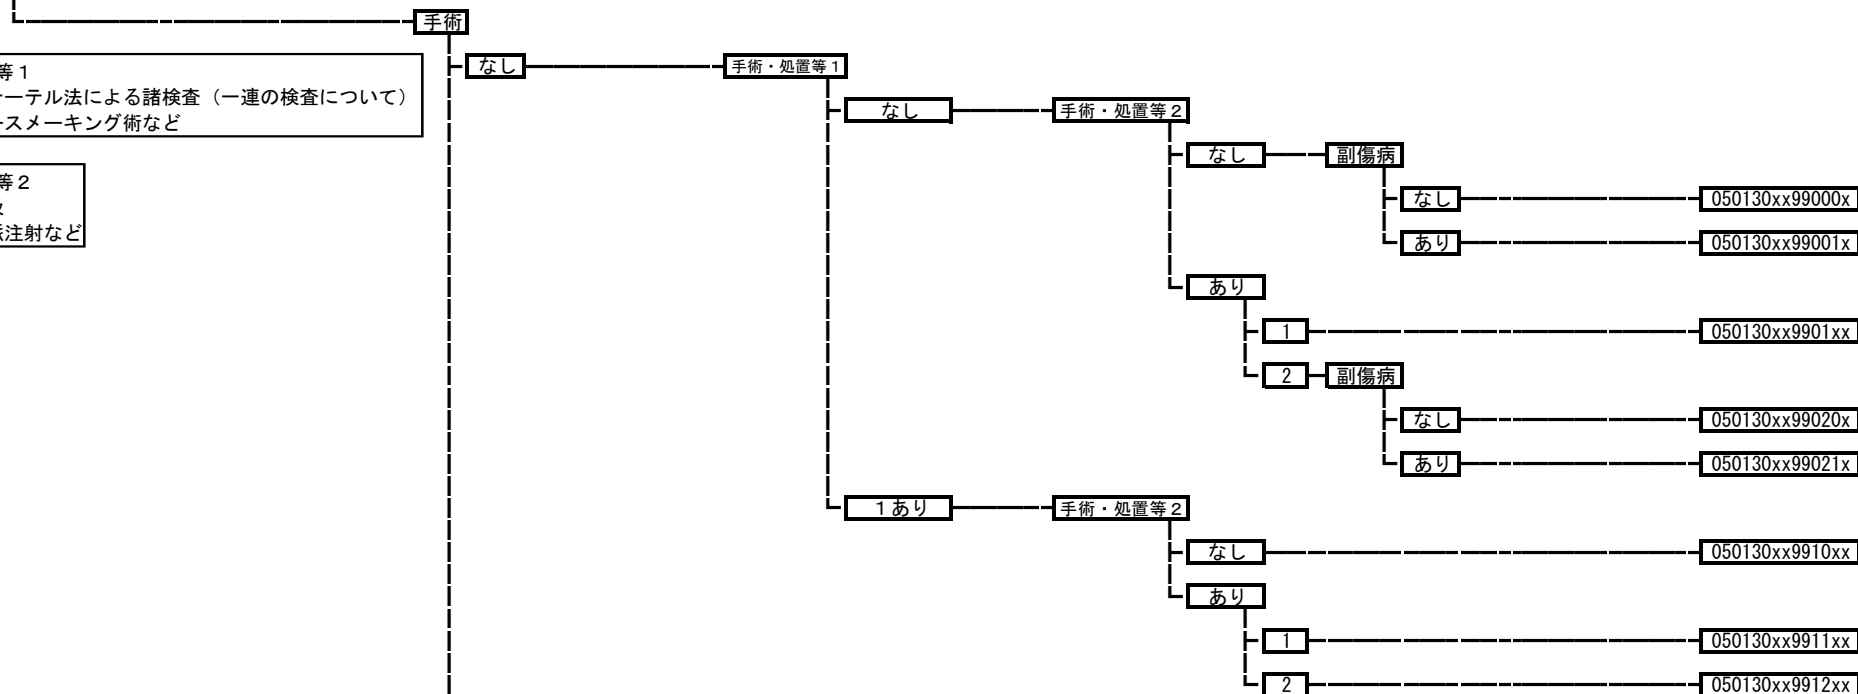 手術
なし
手術・処置等1
等1
ーテル法による諸検査（一連の検査について）
スメーキング術など
なし
手術・処置等2
なし
副傷病
等2
注射など
なし
050130xx99000x
あり
050130xx99001x
あり
1
050130xx9901xx
2
副傷病
なし
050130xx99020x
あり
050130xx99021x
1あり
手術・処置等2
なし
050130xx9910xx
あり
1
050130xx9911xx
2
050130xx9912xx